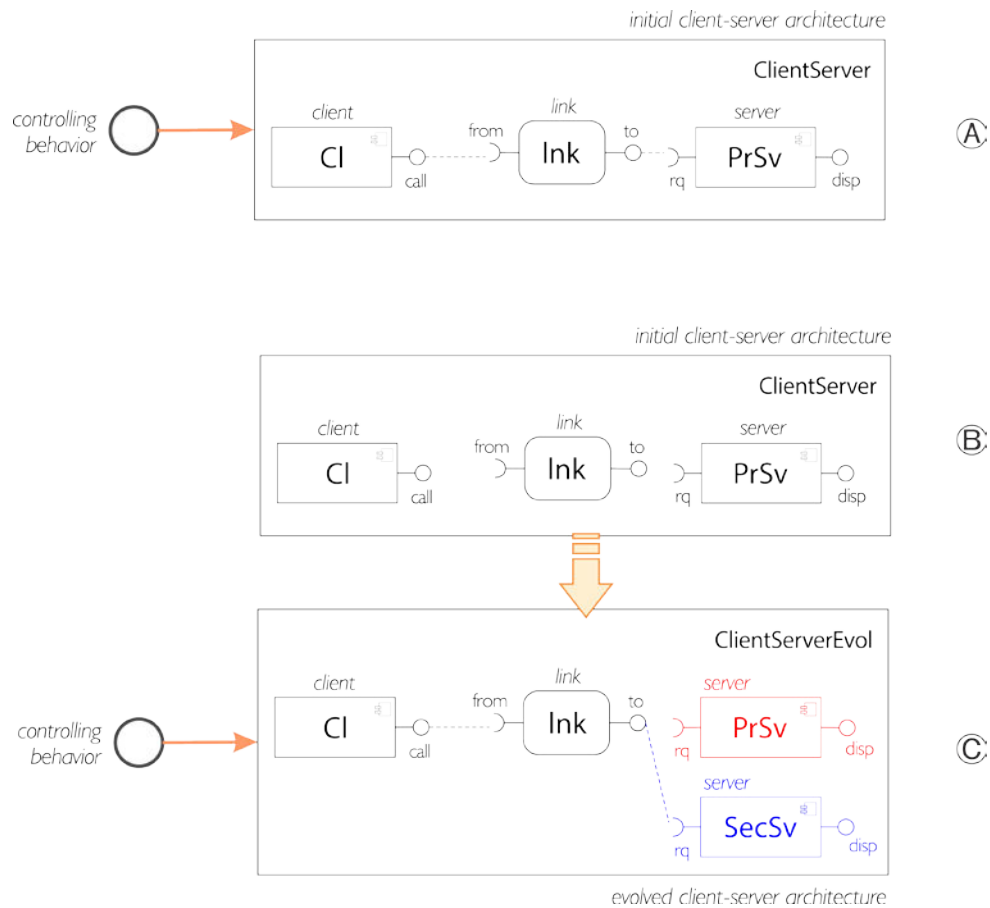 initial client-server architecture
ClientServer
controlling
behavior
client
Cl
call
from
link
lnk
to
server
rq
PrSv
disp
A
initial client-server architecture
ClientServer
client
Cl
call
from
link
lnk
to
server
rq
PrSv
disp
B
ClientServerEvol
controlling
behavior
client
Cl
call
from
link
lnk
to
server
rq
PrSv
disp
server
rq
SecSv
disp
C
evolved client-server architecture